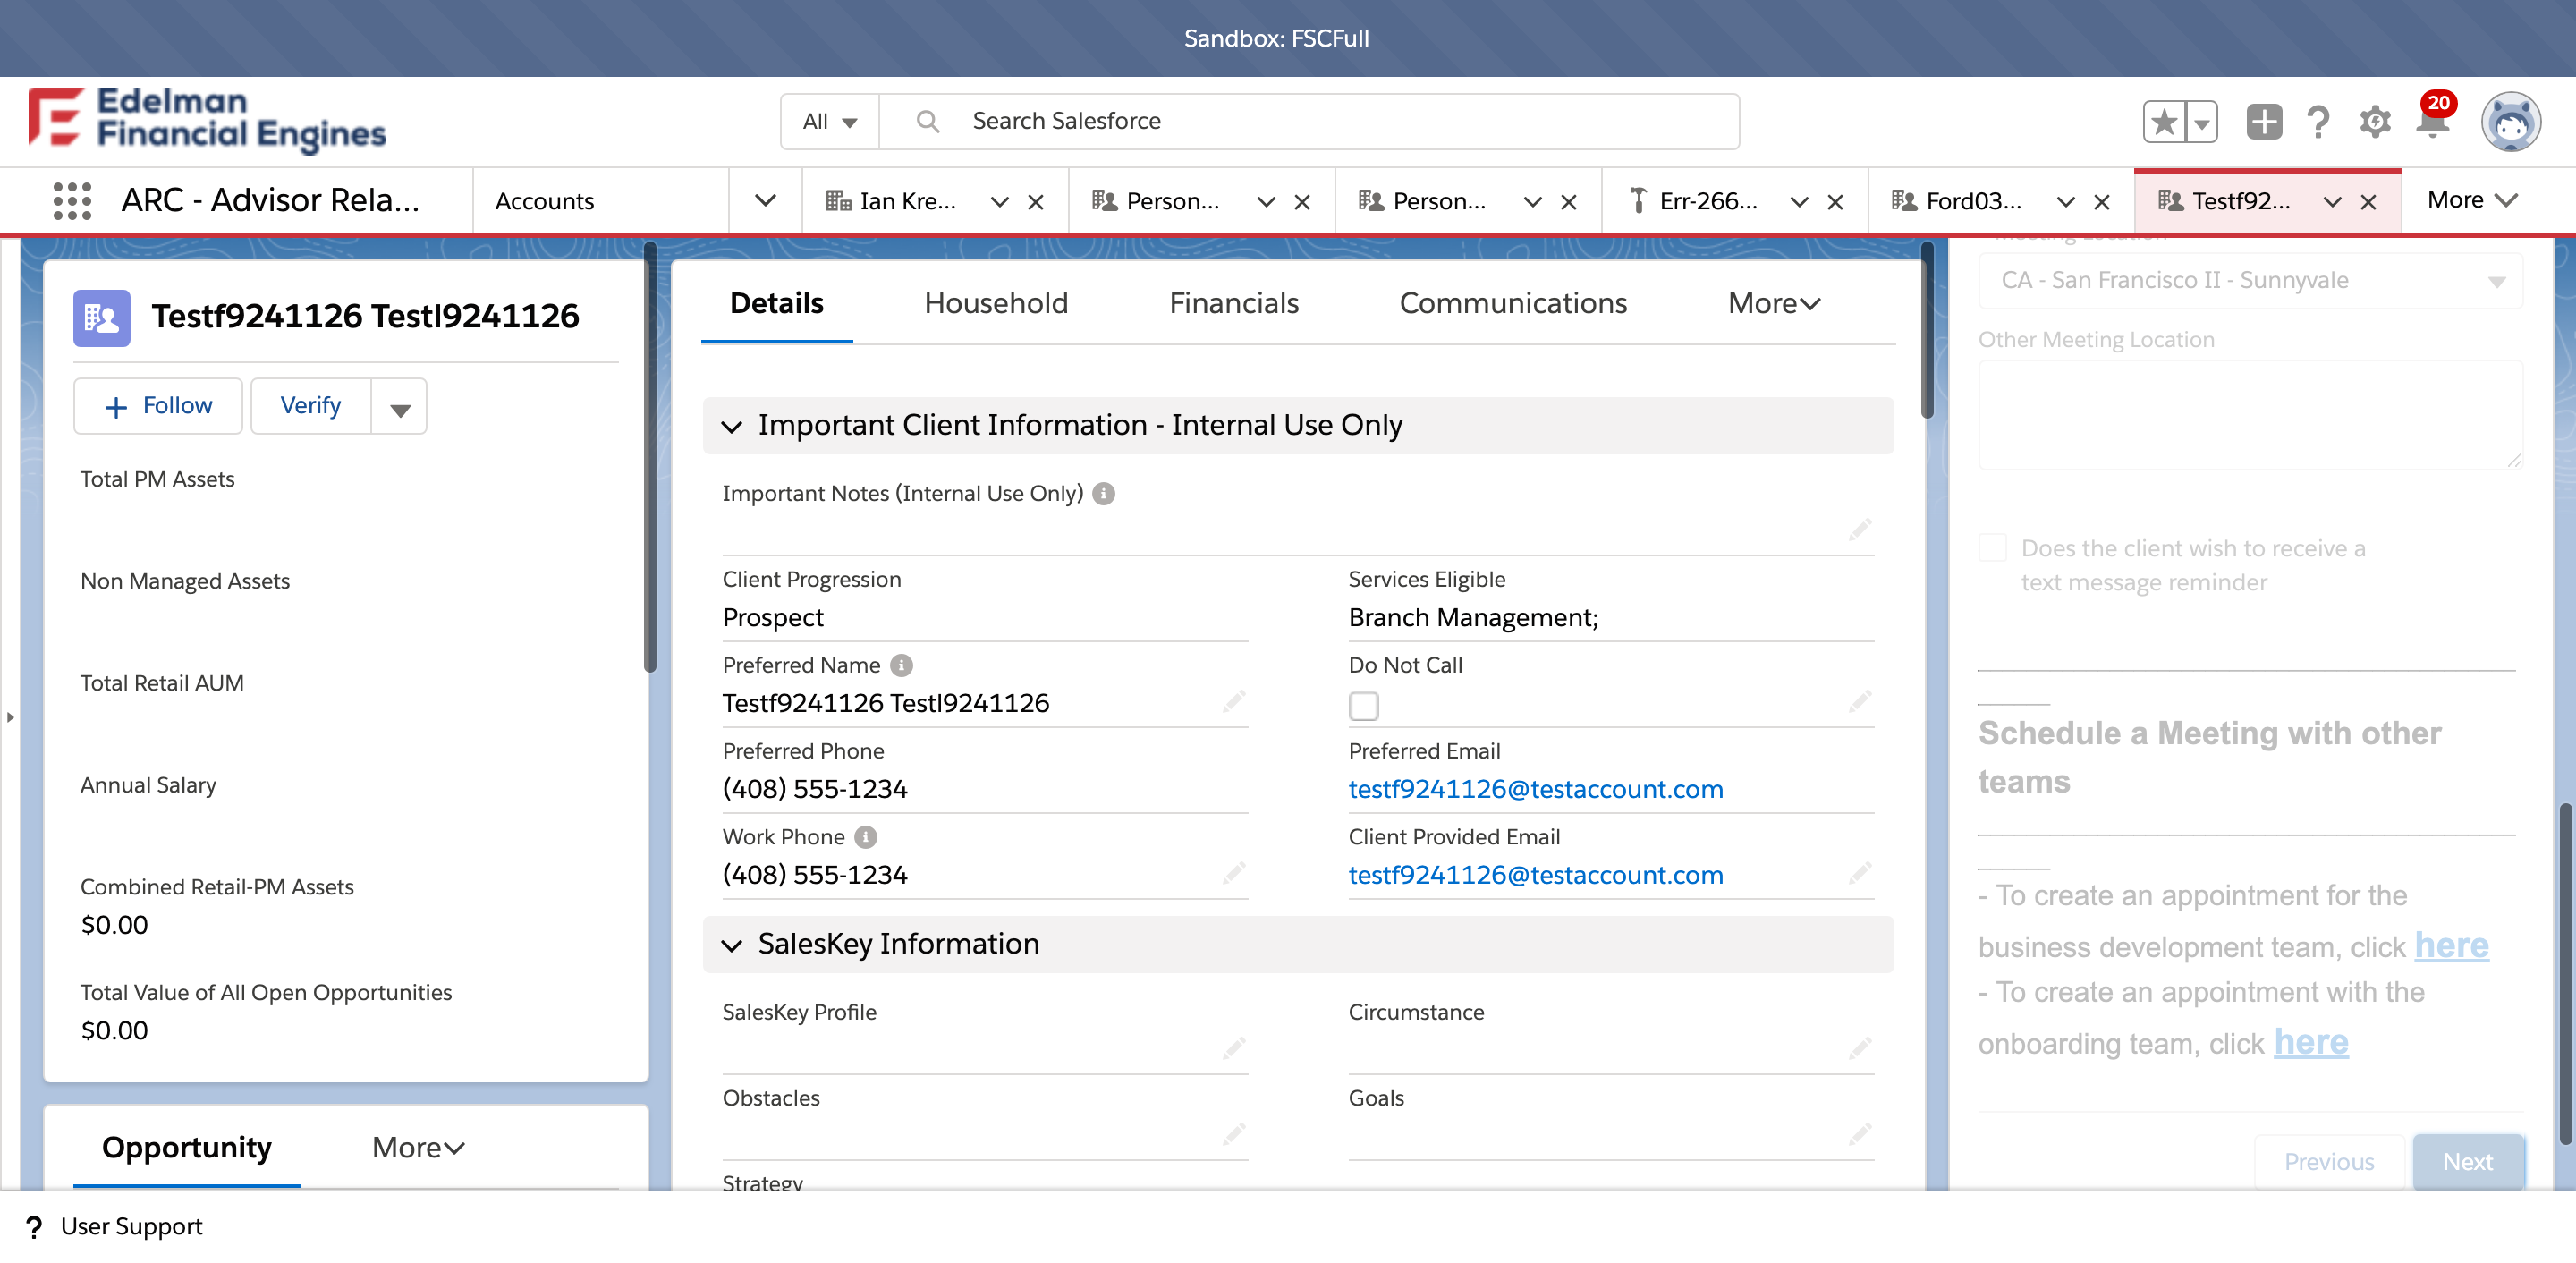 Sandbox: FSCFull
Edelman
Financial Engines
All
Search Salesforce
20
ARC - Advisor Rela...
Accounts
Ian Kre...
Person...
Person...
Err-266...
Ford03...
Testf92...
More
Testf9241126 Testl9241126
Follow
Verify
Total PM Assets
Non Managed Assets
Total Retail AUM
Annual Salary
Combined Retail-PM Assets
$0.00
Total Value of All Open Opportunities
$0.00
Opportunity
More
Details
Household
Financials
Communications
More
Important Client Information - Internal Use Only
Important Notes (Internal Use Only)
Client Progression
Prospect
Services Eligible
Branch Management;
Preferred Name
Testf9241126 Testl9241126
Do Not Call
Preferred Phone
(408) 555-1234
Preferred Email
testf9241126@testaccount.com
Work Phone
(408) 555-1234
Client Provided Email
testf9241126@testaccount.com
SalesKey Information
SalesKey Profile
Circumstance
Obstacles
Goals
Strategy
Meeting Location
CA - San Francisco II - Sunnyvale
Other Meeting Location
Does the client wish to receive a
text message reminder
Schedule a Meeting with other
teams
- To create an appointment for the
business development team, click here
- To create an appointment with the
onboarding team, click here
Previous
Next
? User Support